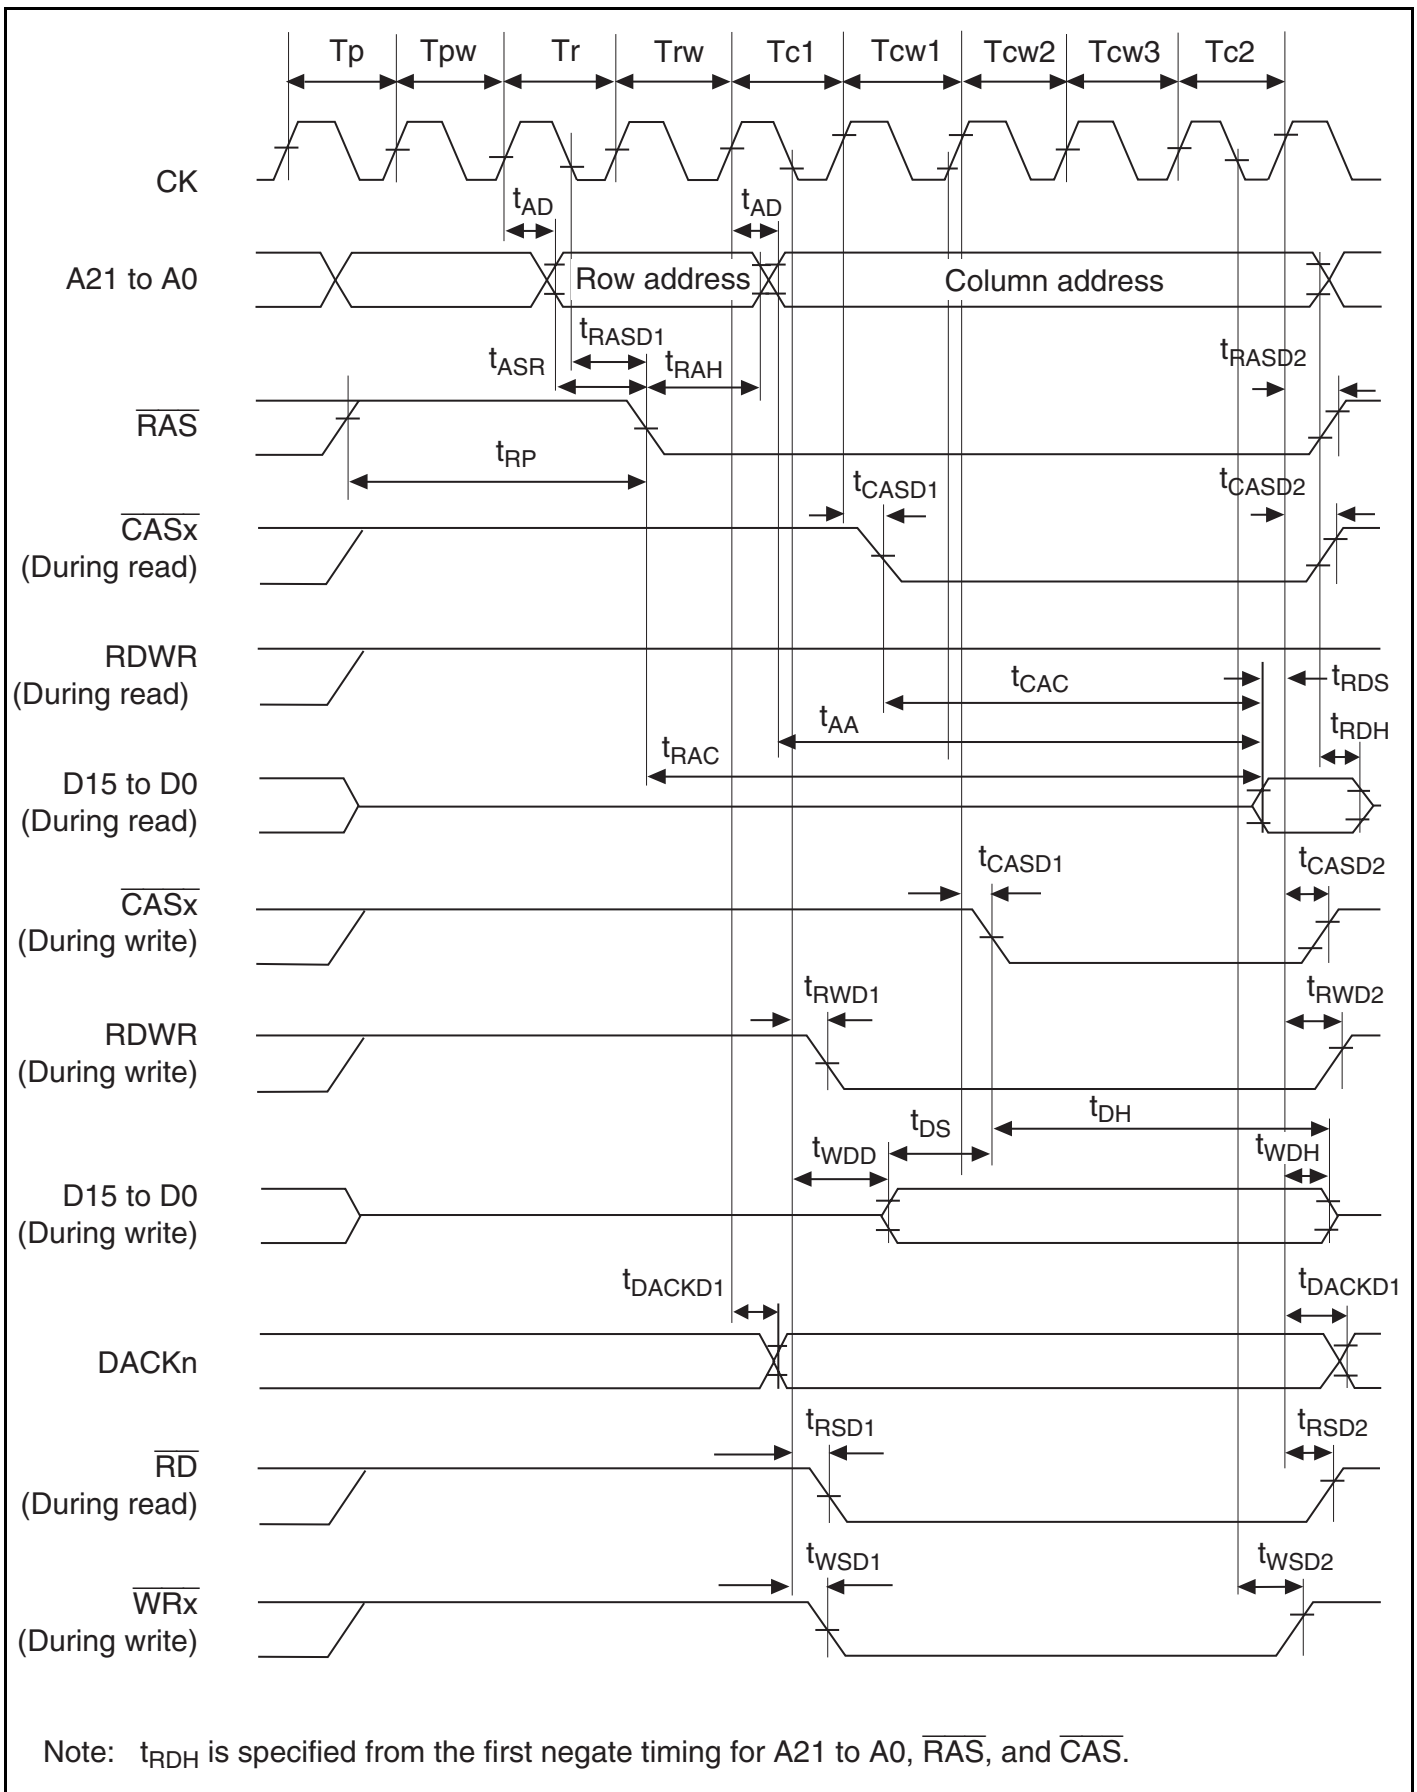 Tp Tpw Tr Trw Tc1 Tcw1 Tcw2 Tcw3 Tc2
CK
tAD tAD
A21 to A0 Row address Column address
tRASD1 tRASD2
tASR tRAH
RAS
tRP
tCASD1 tCASD2
CASx
(During read)
RDWR
(During read)
tCAC tRDS
tAA tRDH
tRAC
D15 to D0
(During read)
tCASD1 tCASD2
CASx
(During write)
tRWD1 tRWD2
RDWR
(During write)
tDS tDH
tWDD tWDH
D15 to D0
(During write)
tDACKD1 tDACKD1
DACKn
tRSD1 tRSD2
RD
(During read)
tWSD1 tWSD2
WRx
(During write)
Note: tRDH is specified from the first negate timing for A21 to A0, RAS, and CAS.